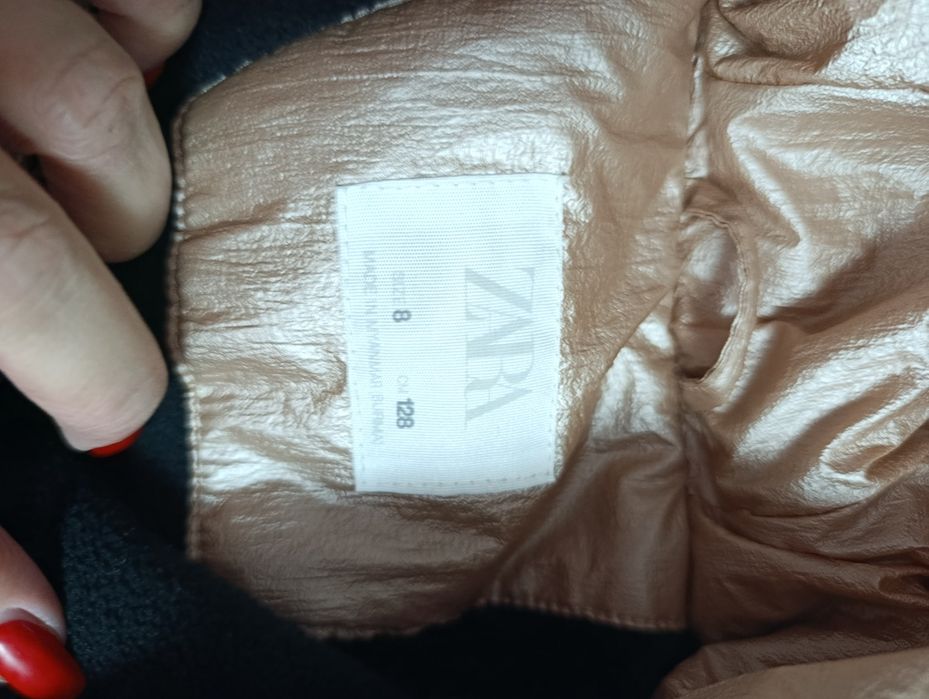 ZARA
SIZE 8 CM 128
MADE IN MYANMAR BURMA